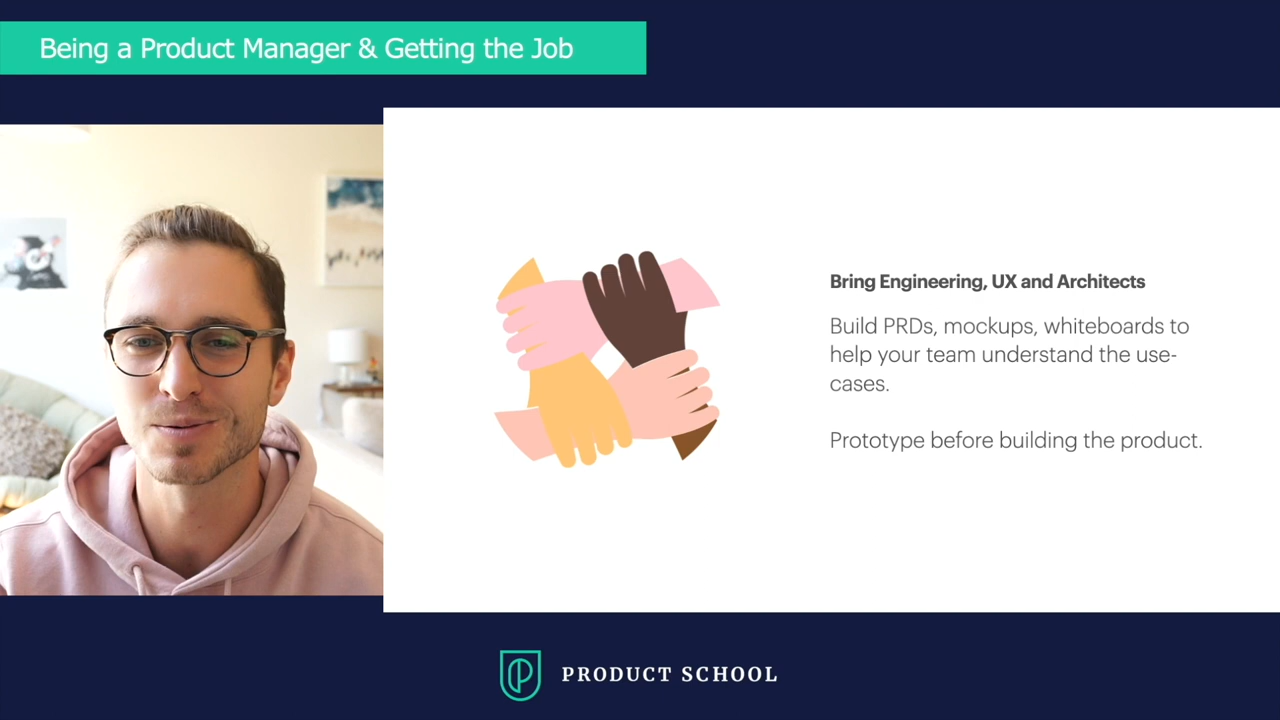 Being a Product Manager & Getting the Job
Bring Engineering, UX and Architects
Build PRDs, mockups, whiteboards to
help your team understand the use-
cases.
Prototype before building the product.
PRODUCT SCHOOL